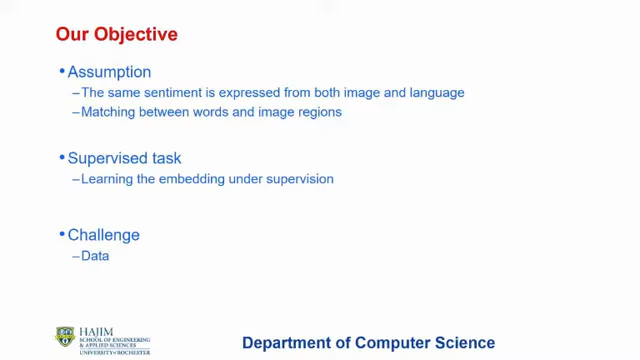 Our Objective
•Assumption
–The same sentiment is expressed from both image and language
–Matching between words and image regions
•Supervised task
–Learning the embedding under supervision
•Challenge
–Data
HAJIM
SCHOOL OF ENGINEERING
& APPLIED SCIENCES
UNIVERSITY of ROCHESTER
Department of Computer Science